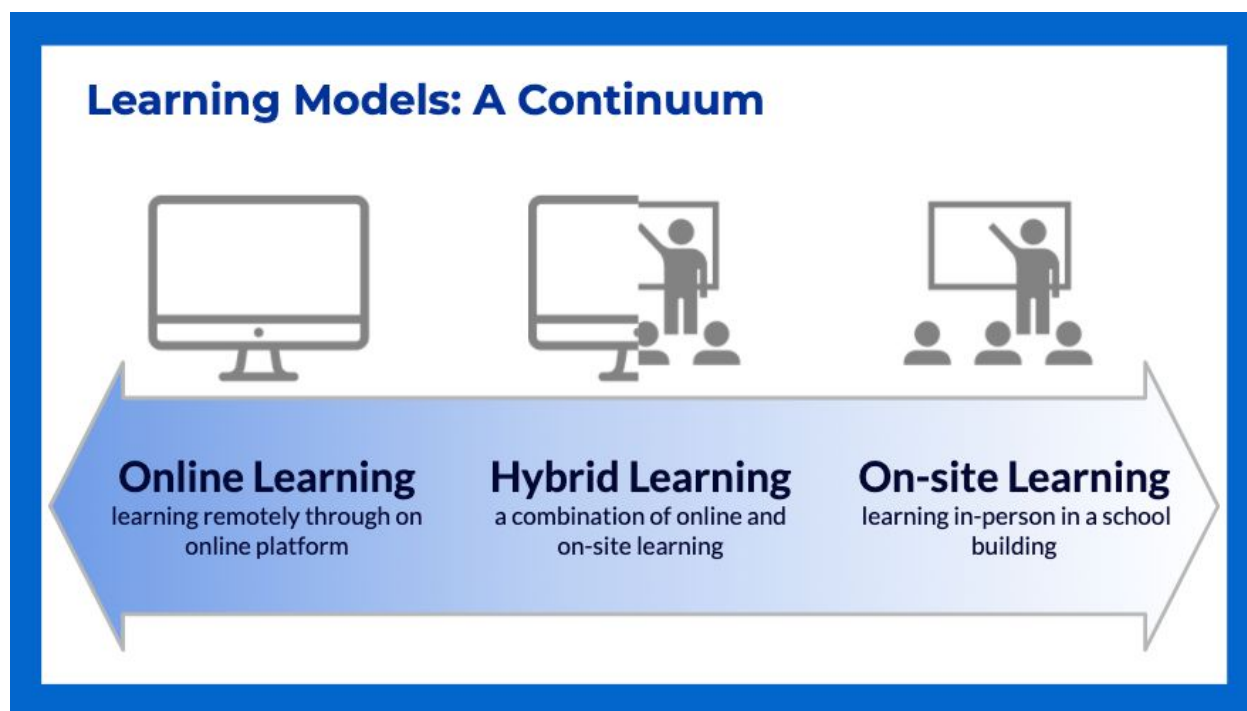 Learning Models: A Continuum
Online Learning
learning remotely through on
online platform
Hybrid Learning
a combination of online and
on-site learning
On-site Learning
learning in-person in a school
building